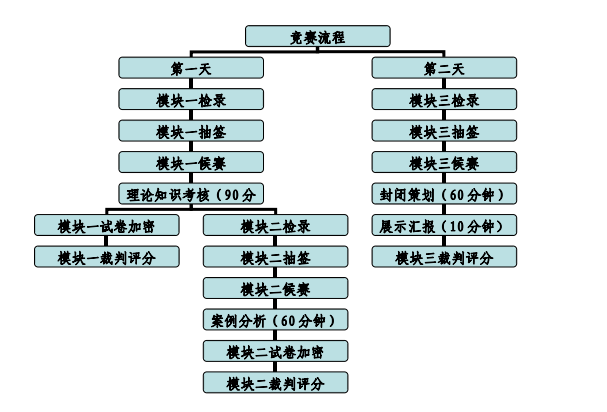 竞赛流程
第一天
模块一检录
模块一抽签
模块一候赛
理论知识考核（90分
模块一试卷加密
模块一裁判评分
模块二检录
模块二抽签
模块二候赛
案例分析（60分钟）
模块二试卷加密
模块二裁判评分
第二天
模块三检录
模块三抽签
模块三候赛
封闭策划（60分钟）
展示汇报（10分钟）
模块三裁判评分